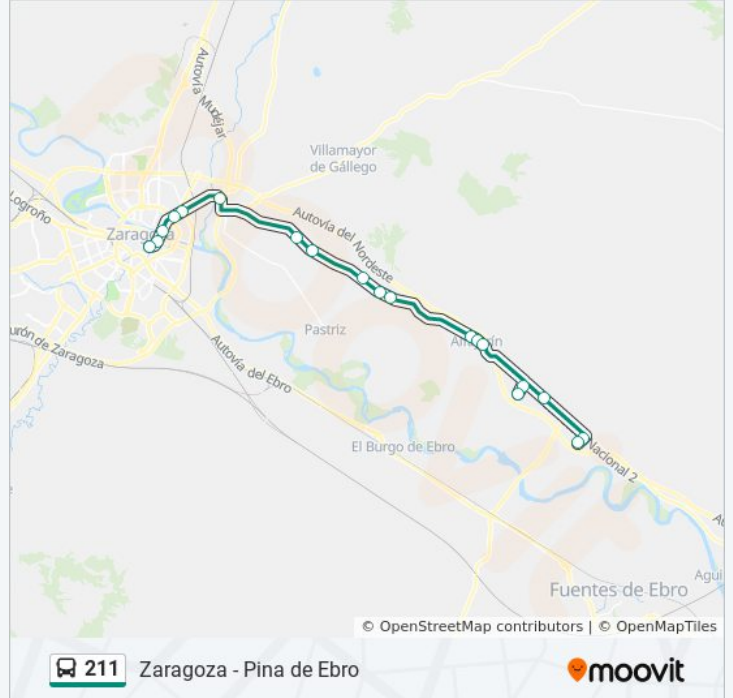 Autovía Mudéjar
Villamayor
de Gállego
Logroño
Zaragoza
Autovía del Nordeste
Pastriz
Autovía del Ebro
de Zaragoza
El Burgo de Ebro
Nacional 2
Fuentes de Ebro
Agui
© OpenStreetMap contributors | © OpenMapTiles
211 Zaragoza - Pina de Ebro
moovit